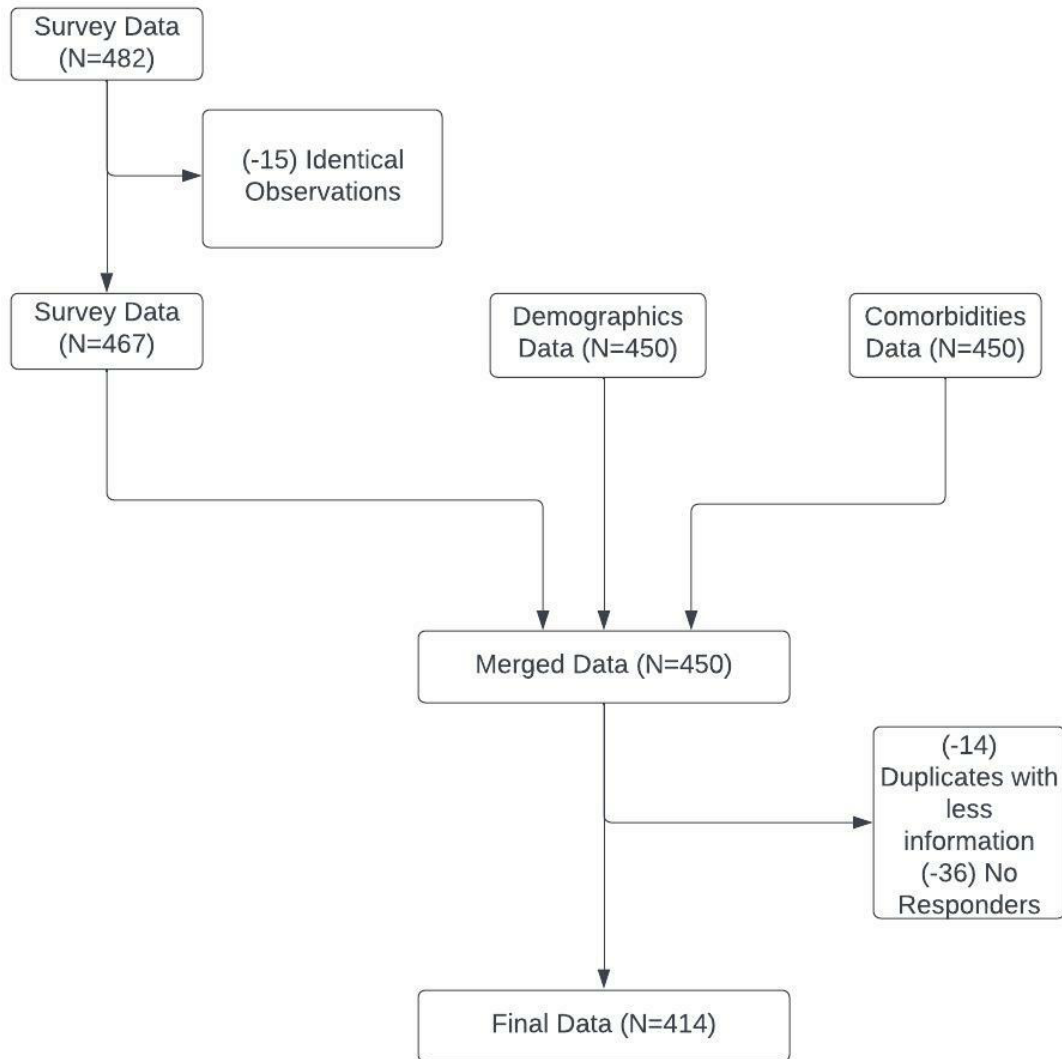 Survey Data
(N=482)
(-15) Identical
Observations
Survey Data
(N=467)
Demographics
Data (N=450)
Comorbidities
Data (N=450)
Merged Data (N=450)
(-14)
Duplicates with
less
information
(-36) No
Responders
Final Data (N=414)